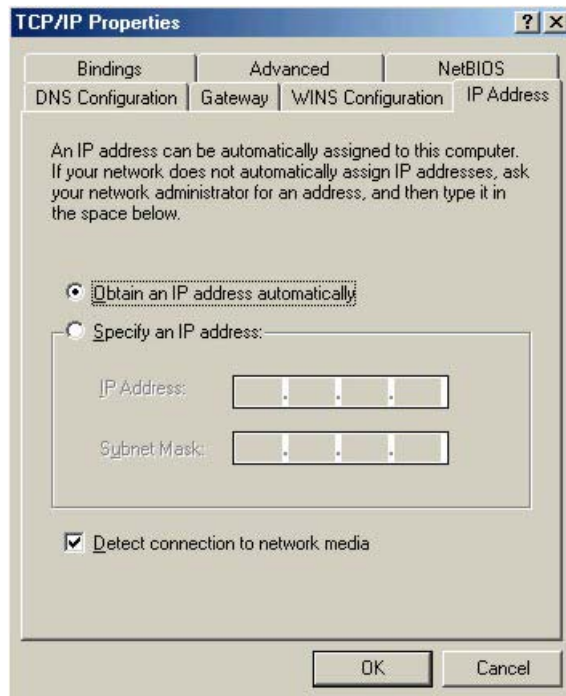 TCP/IP Properties
Bindings
Advanced
NetBIOS
DNS Configuration
Gateway
WINS Configuration
IP Address
An IP address can be automatically assigned to this computer.
If your network does not automatically assign IP addresses, ask
your network administrator for an address, and then type it in
the space below.
Obtain an IP address automatically
Specify an IP address:
IP Address:
Subnet Mask:
Detect connection to network media
OK
Cancel